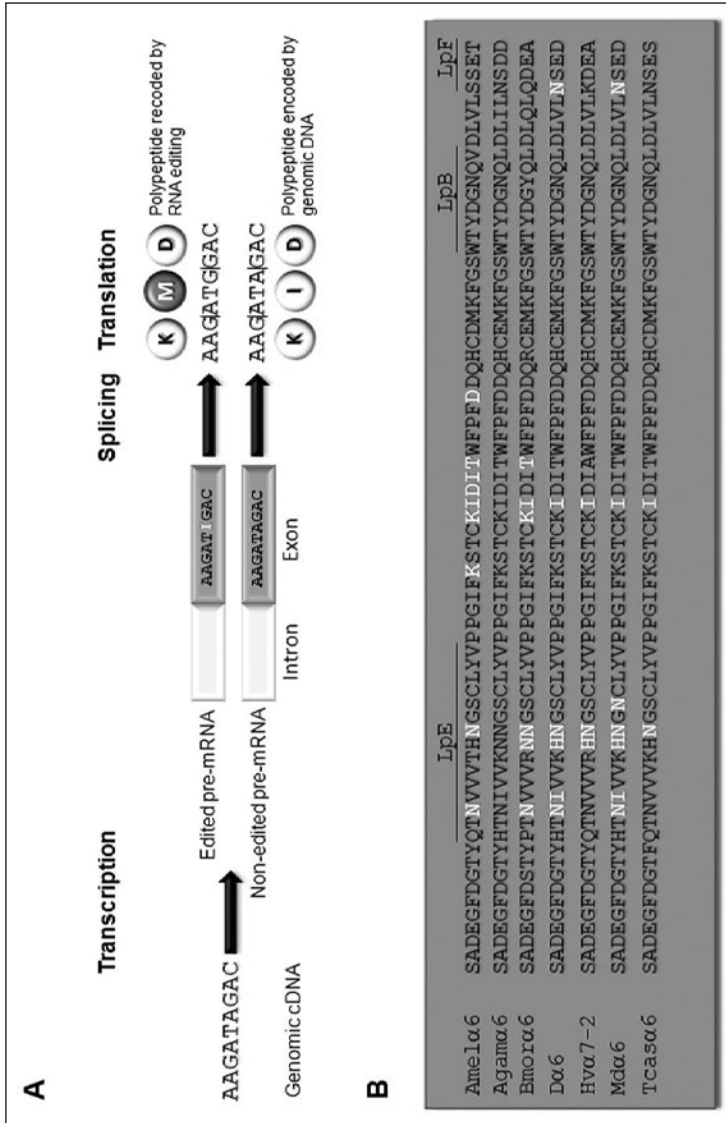 A
Transcription
Splicing
Translation
AAGATAGAC
Genomic cDNA
Edited pre-mRNA
Non-edited pre-mRNA
AAGATIGAC
AAGATAGAC
Intron
Exon
K M D
Polypeptide recoded by
RNA editing
AAG|ATG|GAC
AAG|ATA|GAC
K I D
Polypeptide encoded by
genomic DNA
B
LpE LpB LpF
Amelα6 SADEGFDGTYQTNVVVTHNGSCLYVPPGIFKSTCKIDITWFPFDDQHCDMKFGSWTYDGNQVDLVLSSET
Agamα6 SADEGFDGTYHTNIVVKNNGSCLYVPPGIFKSTCKIDITWFPFDDQHCEMKFGSWTYDGNQLDLILNSDD
Bmorα6 SADEGFDSTYPTNVVVRNNGSCLYVPPGIFKSTCKIDITWFPFDDQRCEMKFGSWTYDGYQLDLQLQDEA
Dα6 SADEGFDGTYHTNIVVKHNGSCLYVPPGIFKSTCKIDITWFPFDDQHCEMKFGSWTYDGNQLDLVLNSED
Hvα7-2 SADEGFDGTYQTNVVVRHNGSCLYVPPGIFKSTCKIDIAWFPFDDQHCDMKFGSWTYDGNQLDLVLKDEA
Mdα6 SADEGFDGTYHTNIVVKHNGNCLYVPPGIFKSTCKIDITWFPFDDQHCEMKFGSWTYDGNQLDLVLNSED
Tcasα6 SADEGFDGTFQTNVVVKHNGSCLYVPPGIFKSTCKIDITWFPFDDQHCDMKFGSWTYDGNQLDLVLNSES